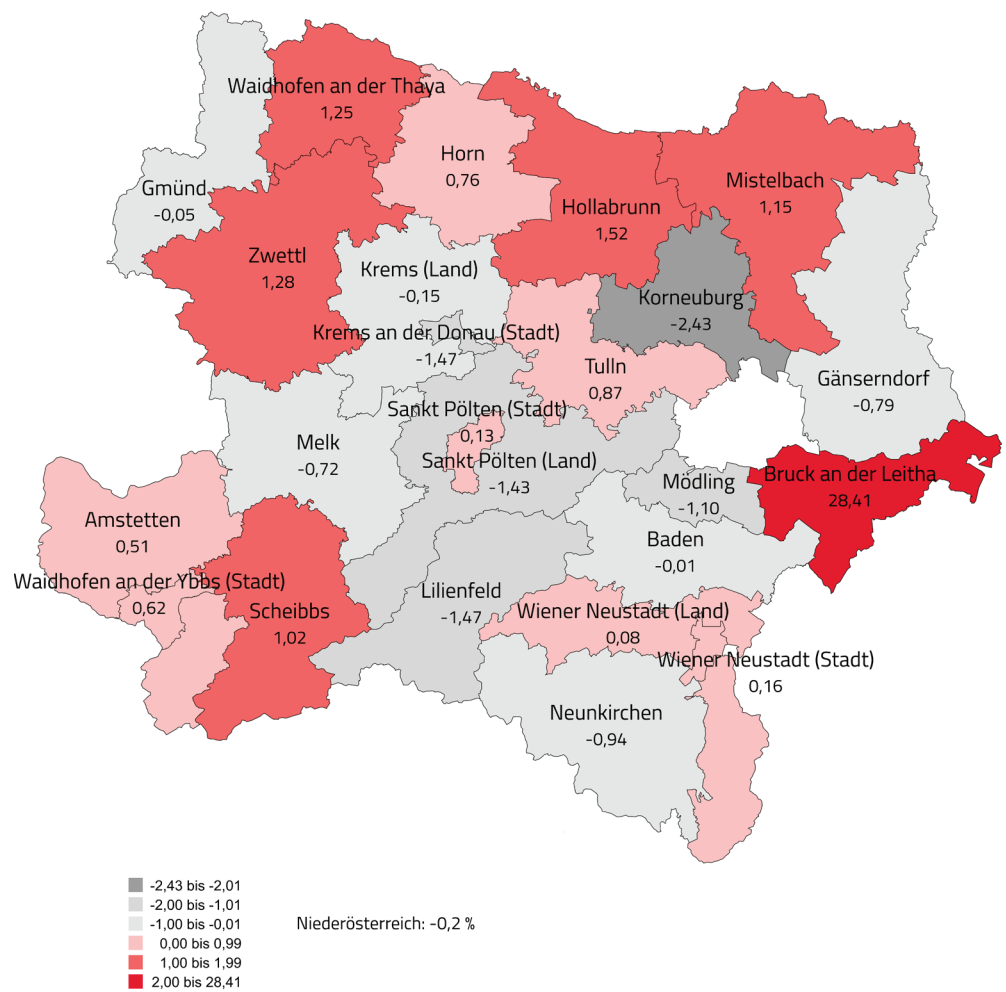 Waidhofen an der Thaya
1,25
Horn
0,76
Gmünd
-0,05
Mistelbach
1,15
Hollabrunn
1,52
Zwettl
1,28
Krems (Land)
-0,15
Korneuburg
-2,43
Krems an der Donau (Stadt)
-1,47
Tulln
0,87
Gänserndorf
-0,79
Sankt Pölten (Stadt)
0,13
Melk
-0,72
Sankt Pölten (Land)
-1,43
Mödling
-1,10
Bruck an der Leitha
28,41
Amstetten
0,51
Baden
-0,01
Waidhofen an der Ybbs (Stadt)
0,62
Lilienfeld
-1,47
Scheibbs
1,02
Wiener Neustadt (Land)
0,08
Wiener Neustadt (Stadt)
0,16
Neunkirchen
-0,94
-2,43 bis -2,01
-2,00 bis -1,01
-1,00 bis -0,01
0,00 bis 0,99
1,00 bis 1,99
2,00 bis 28,41
Niederösterreich: -0,2 %